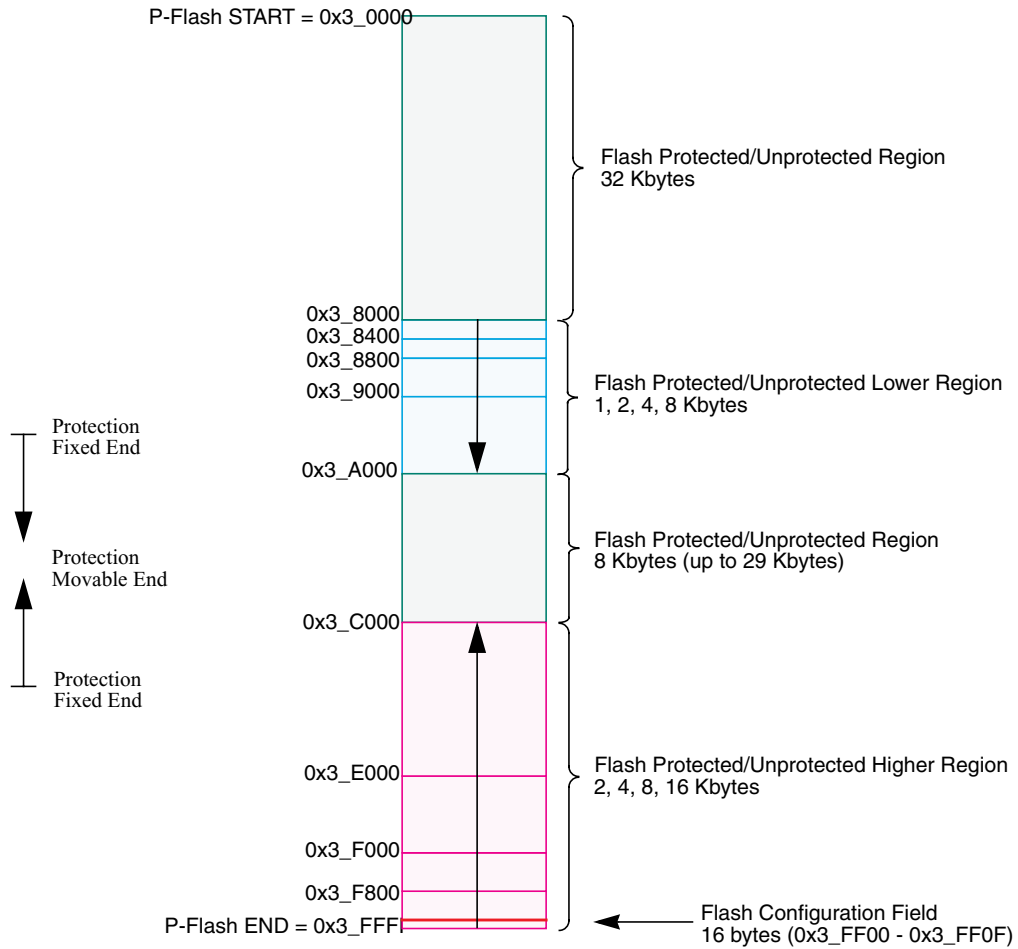 P-Flash START = 0x3_0000
Flash Protected/Unprotected Region
32 Kbytes
0x3_8000
0x3_8400
0x3_8800
0x3_9000
Flash Protected/Unprotected Lower Region
1, 2, 4, 8 Kbytes
Protection
Fixed End
0x3_A000
Protection
Movable End
Flash Protected/Unprotected Region
8 Kbytes (up to 29 Kbytes)
0x3_C000
Protection
Fixed End
0x3_E000
Flash Protected/Unprotected Higher Region
2, 4, 8, 16 Kbytes
0x3_F000
0x3_F800
P-Flash END = 0x3_FFF
Flash Configuration Field
16 bytes (0x3_FF00 - 0x3_FF0F)